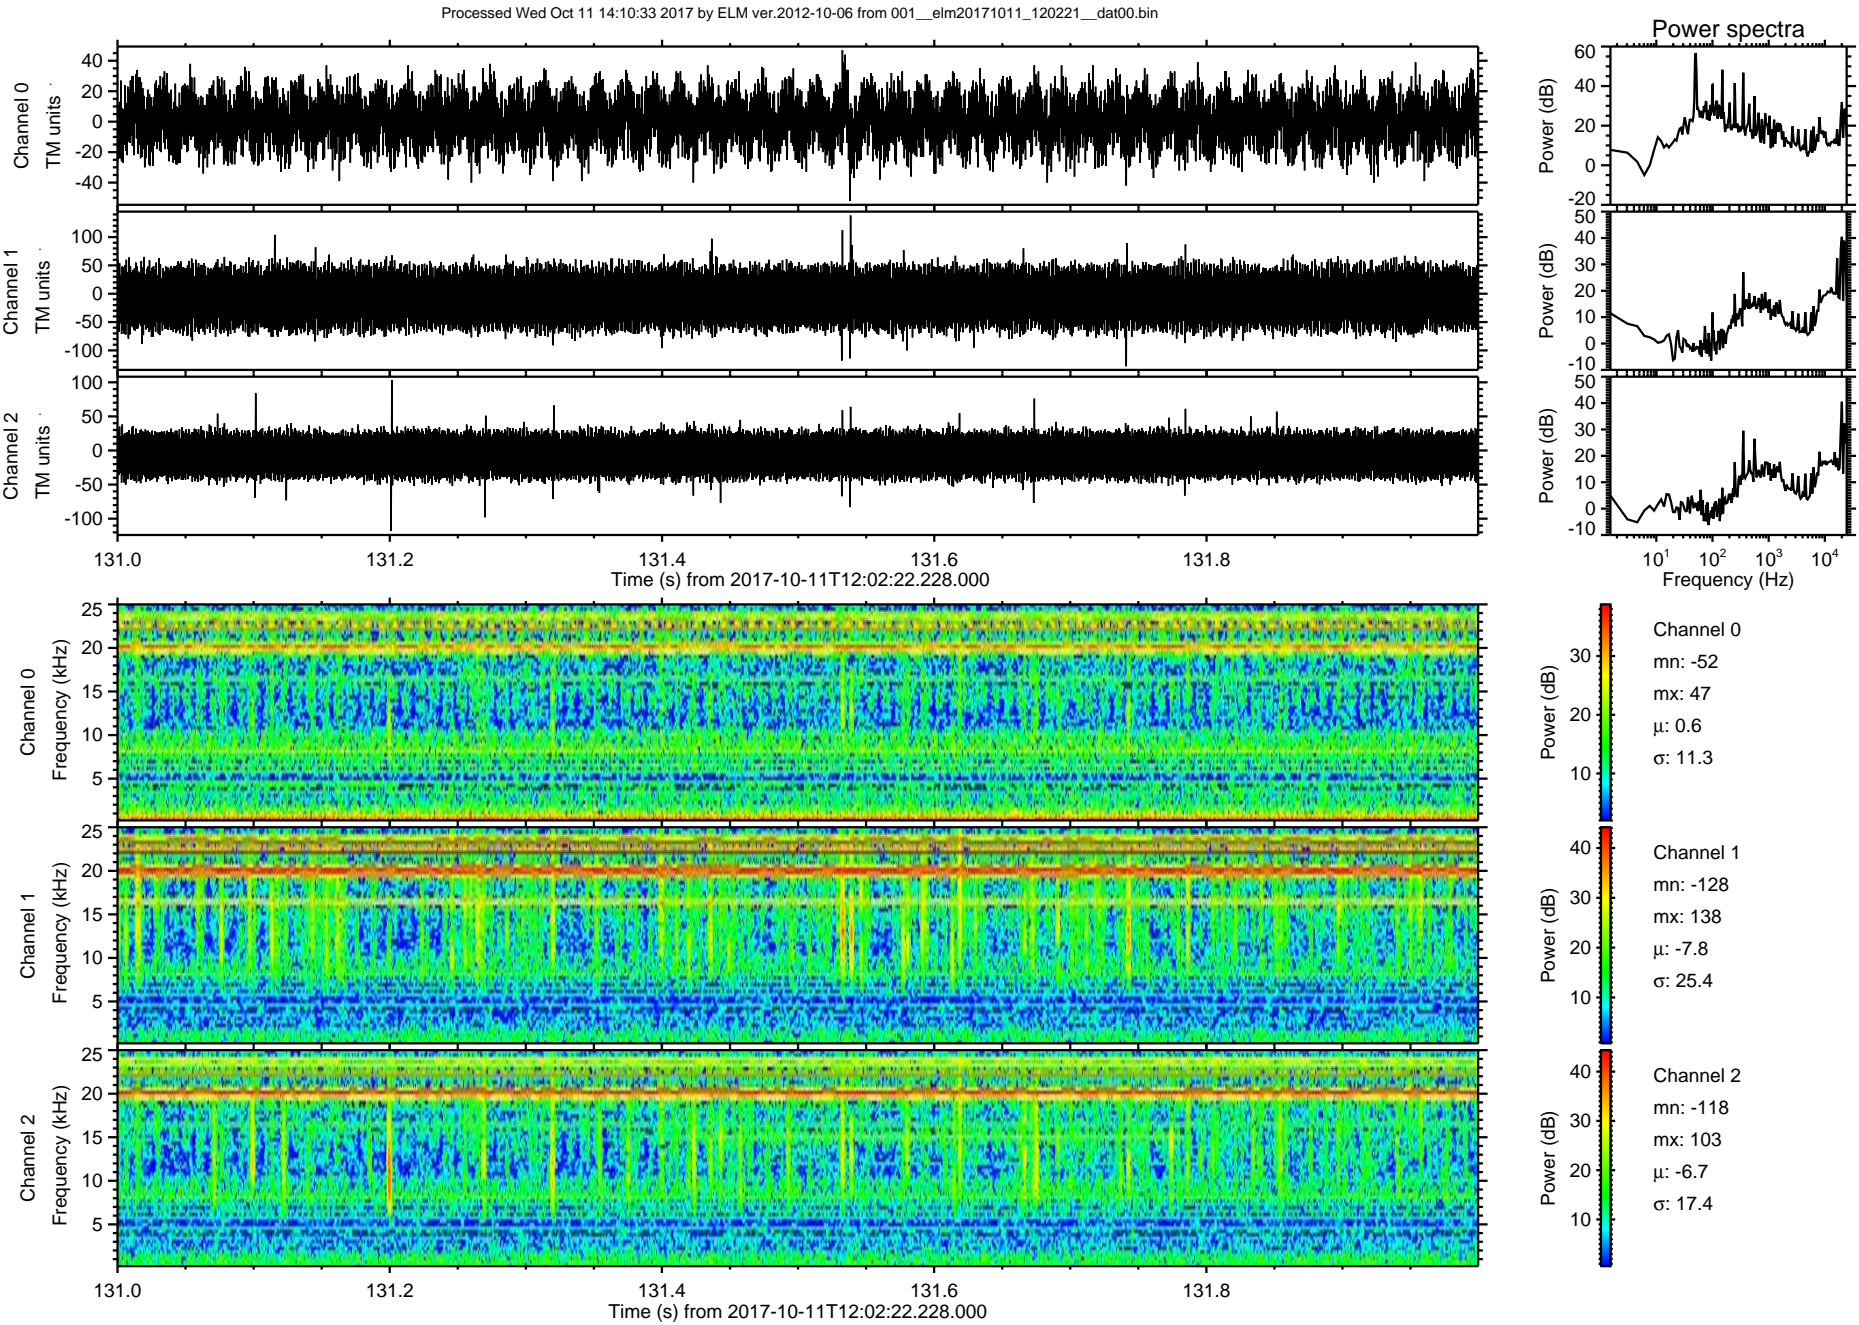 Processed Wed Oct 11 14:10:33 2017 by ELM ver.2012-10-06 from 001__elm20171011_120221__dat00.bin
Power spectra
Channel 0
TM units
40
20
0
-20
-40
Power (dB)
60
40
20
0
-20
Channel 1
TM units
100
50
0
-50
-100
Power (dB)
50
40
30
20
10
0
-10
Channel 2
TM units
100
50
0
-50
-100
Power (dB)
50
40
30
20
10
0
-10
131.0 131.2 131.4 131.6 131.8
Time (s) from 2017-10-11T12:02:22.228.000
10^1 10^2 10^3 10^4
Frequency (Hz)
Channel 0
Frequency (kHz)
25
20
15
10
5
Power (dB)
30
20
10
Channel 0
mn: -52
mx: 47
μ: 0.6
σ: 11.3
Channel 1
Frequency (kHz)
25
20
15
10
5
Power (dB)
40
30
20
10
Channel 1
mn: -128
mx: 138
μ: -7.8
σ: 25.4
Channel 2
Frequency (kHz)
25
20
15
10
5
Power (dB)
40
30
20
10
Channel 2
mn: -118
mx: 103
μ: -6.7
σ: 17.4
131.0 131.2 131.4 131.6 131.8
Time (s) from 2017-10-11T12:02:22.228.000